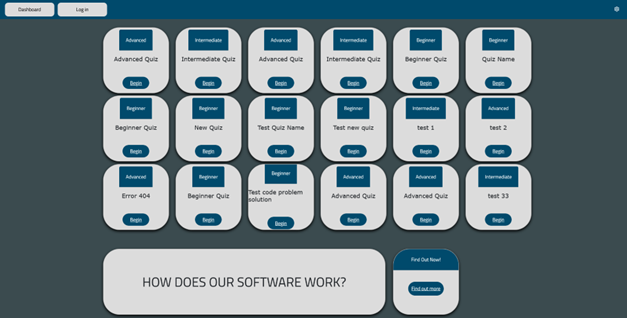 Dashboard Log in
Advanced Intermediate Advanced Intermediate Beginner Beginner
Advanced Quiz Intermediate Quiz Advanced Quiz Intermediate Quiz Beginner Quiz Quiz Name
Begin Begin Begin Begin Begin Begin
Beginner Beginner Beginner Beginner Intermediate Advanced
Beginner Quiz New Quiz Test Quiz Name Test new quiz test 1 test 2
Begin Begin Begin Begin Begin Begin
Advanced Beginner Beginner Advanced Advanced Intermediate
Error 404 Beginner Quiz Test code problem Advanced Quiz Advanced Quiz test 33
solution
Begin Begin Begin Begin Begin Begin
Find Out Now!
HOW DOES OUR SOFTWARE WORK?
Find out more